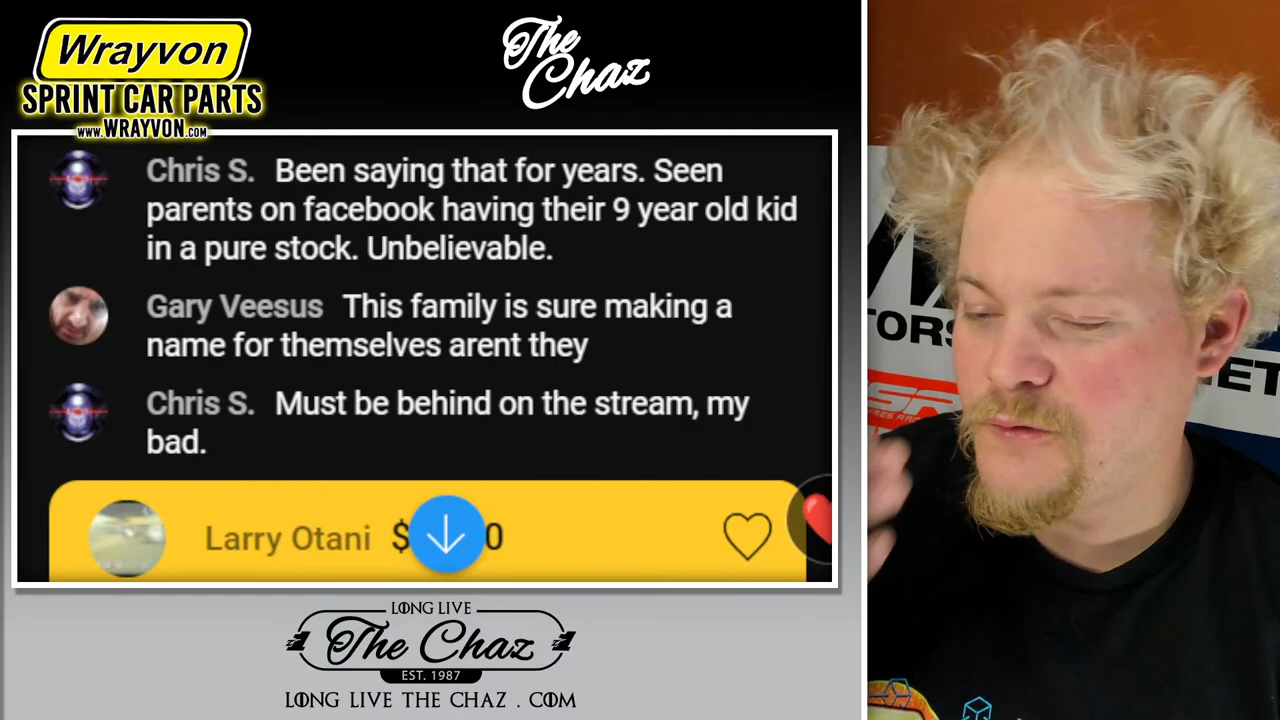 Wrayvon
SPRINT CAR PARTS
www.WRAYVON.com
The
Chaz
Chris S. Been saying that for years. Seen
parents on facebook having their 9 year old kid
in a pure stock. Unbelievable.
Gary Veesus This family is sure making a
name for themselves arent they
Chris S. Must be behind on the stream, my
bad.
Larry Otani $ 0
LONG LIVE
The Chaz
EST. 1987
LONG LIVE THE CHAZ . COM